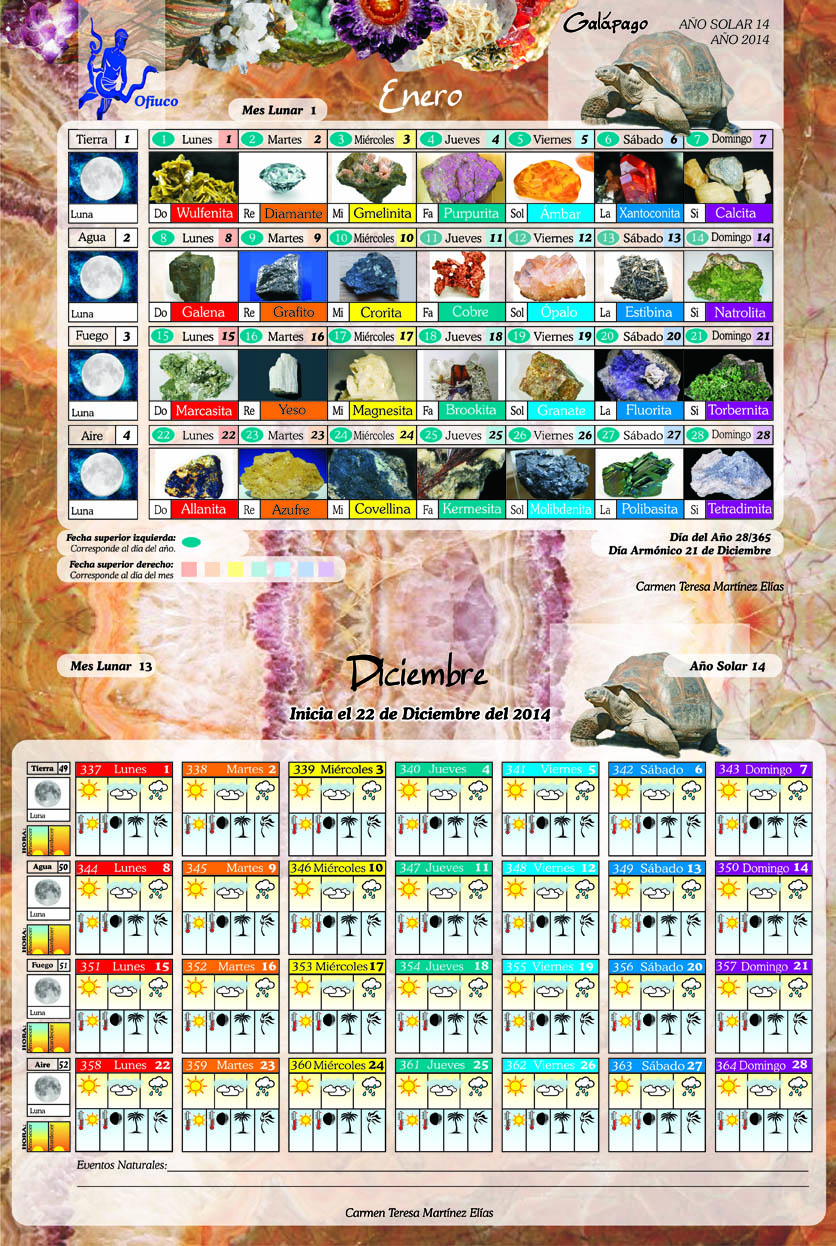 Galápago
AÑO SOLAR 14
AÑO 2014
Ofiuco
Mes Lunar 1
Enero
Tierra 1
1 Lunes 1
2 Martes 2
3 Miércoles 3
4 Jueves 4
5 Viernes 5
6 Sábado 6
7 Domingo 7
Luna
Do Wulfenita
Re Diamante
Mi Gmelinita
Fa Purpurita
Sol Ámbar
La Xantoconita
Si Calcita
Agua 2
8 Lunes 8
9 Martes 9
10 Miércoles 10
11 Jueves 11
12 Viernes 12
13 Sábado 13
14 Domingo 14
Luna
Do Galena
Re Grafito
Mi Crorita
Fa Cobre
Sol Ópalo
La Estibina
Si Natrolita
Fuego 3
15 Lunes 15
16 Martes 16
17 Miércoles 17
18 Jueves 18
19 Viernes 19
20 Sábado 20
21 Domingo 21
Luna
Do Marcasita
Re Yeso
Mi Magnesita
Fa Brookita
Sol Granate
La Fluorita
Si Torbernita
Aire 4
22 Lunes 22
23 Martes 23
24 Miércoles 24
25 Jueves 25
26 Viernes 26
27 Sábado 27
28 Domingo 28
Luna
Do Allanita
Re Azufre
Mi Covellina
Fa Kermesita
Sol Molibdenita
La Polibasita
Si Tetradimita
Fecha superior izquierda:
Corresponde al día del año.
Fecha superior derecho:
Corresponde al día del mes
Día del Año 28/365
Día Armónico 21 de Diciembre
Carmen Teresa Martínez Elías
Mes Lunar 13
Diciembre
Año Solar 14
Inicia el 22 de Diciembre del 2014
Tierra 49
337 Lunes 1
338 Martes 2
339 Miércoles 3
340 Jueves 4
341 Viernes 5
342 Sábado 6
343 Domingo 7
Luna
HORA:
Amanecer
Atardecer
Agua 50
344 Lunes 8
345 Martes 9
346 Miércoles 10
347 Jueves 11
348 Viernes 12
349 Sábado 13
350 Domingo 14
Luna
HORA:
Amanecer
Atardecer
Fuego 51
351 Lunes 15
352 Martes 16
353 Miércoles 17
354 Jueves 18
355 Viernes 19
356 Sábado 20
357 Domingo 21
Luna
HORA:
Amanecer
Atardecer
Aire 52
358 Lunes 22
359 Martes 23
360 Miércoles 24
361 Jueves 25
362 Viernes 26
363 Sábado 27
364 Domingo 28
Luna
HORA:
Amanecer
Atardecer
Eventos Naturales:
Carmen Teresa Martínez Elías